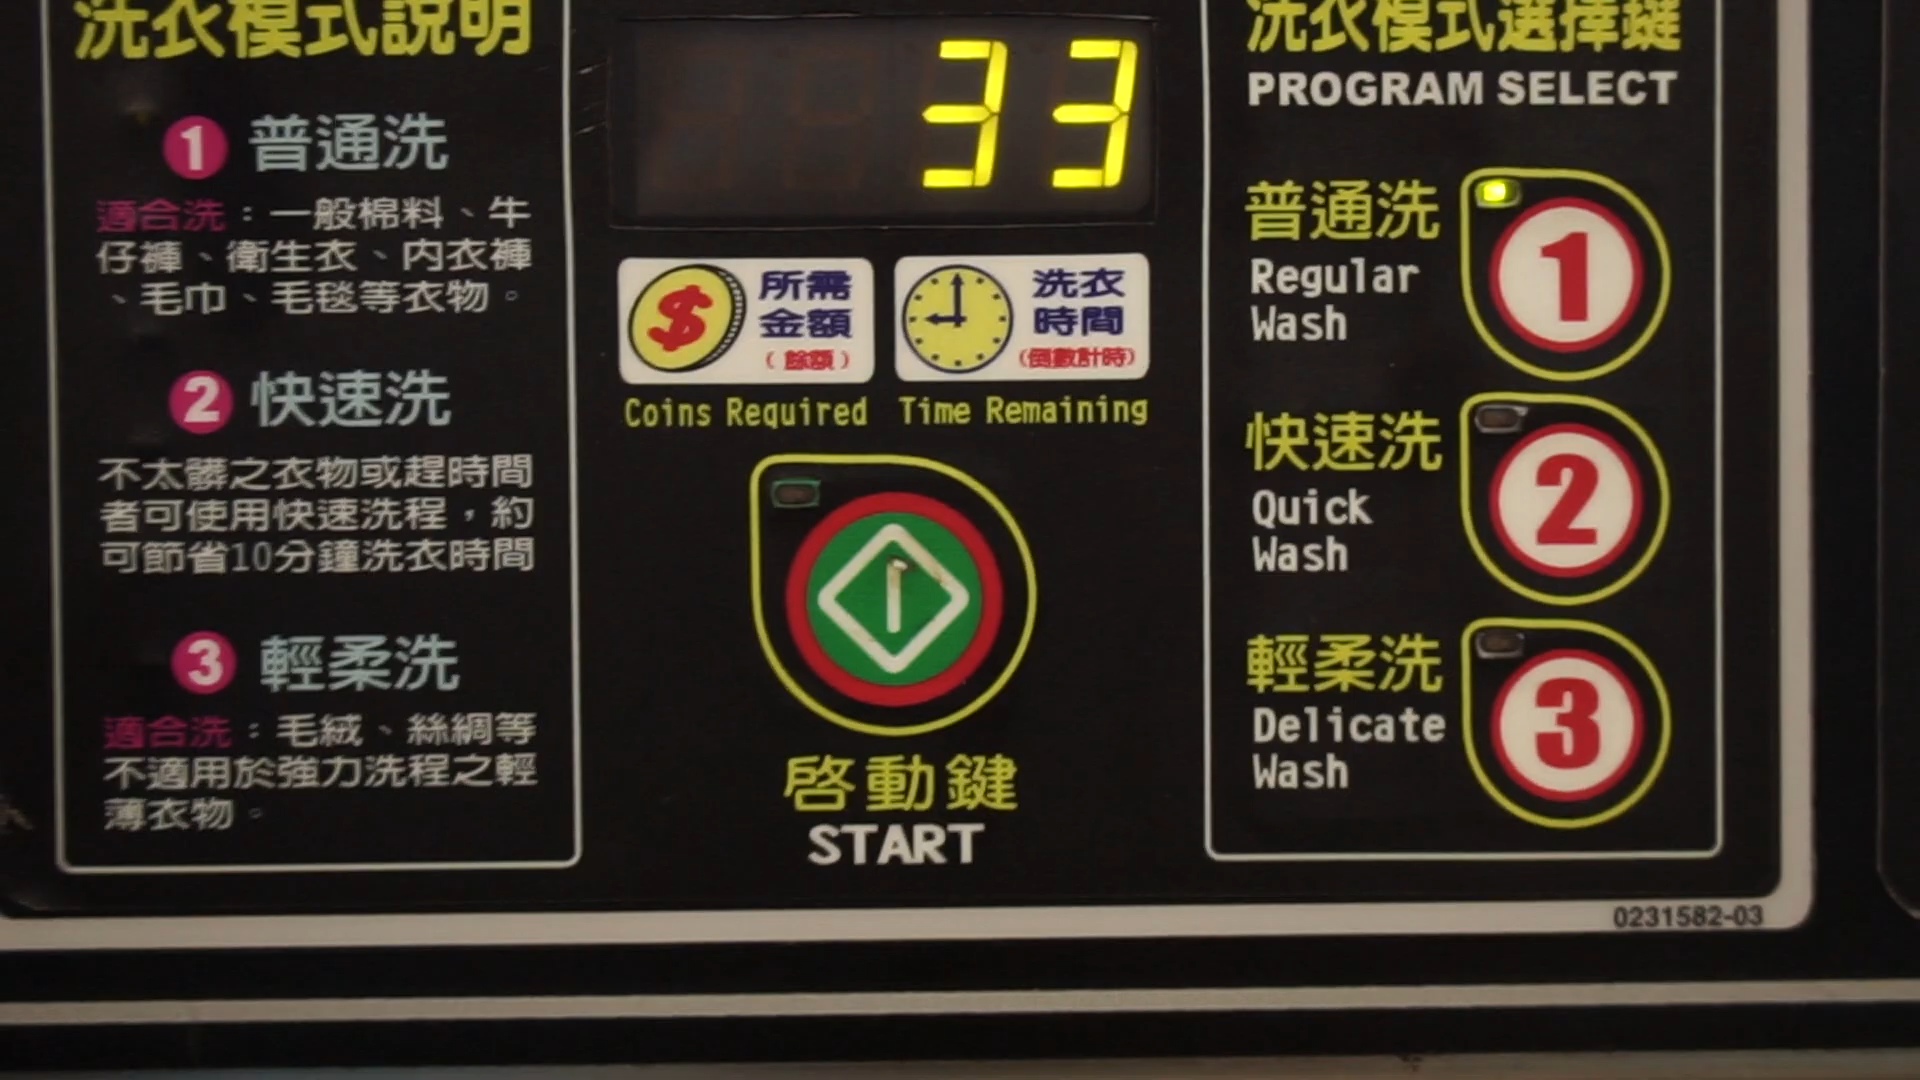 洗衣模式說明
1 普通洗
適合洗：一般棉料、牛
仔褲、衛生衣、內衣褲
、毛巾、毛毯等衣物。
2 快速洗
不太髒之衣物或趕時間
者可使用快速洗程，約
可節省10分鐘洗衣時間
3 輕柔洗
適合洗：毛絨、絲綢等
不適用於強力洗程之輕
薄衣物。
33
$ 所需
金額
（餘額）
Coins Required
洗衣
時間
（倒數計時）
Time Remaining
啓動鍵
START
洗衣模式選擇鍵
PROGRAM SELECT
普通洗
Regular
Wash
1
快速洗
Quick
Wash
2
輕柔洗
Delicate
Wash
3
0231582-03